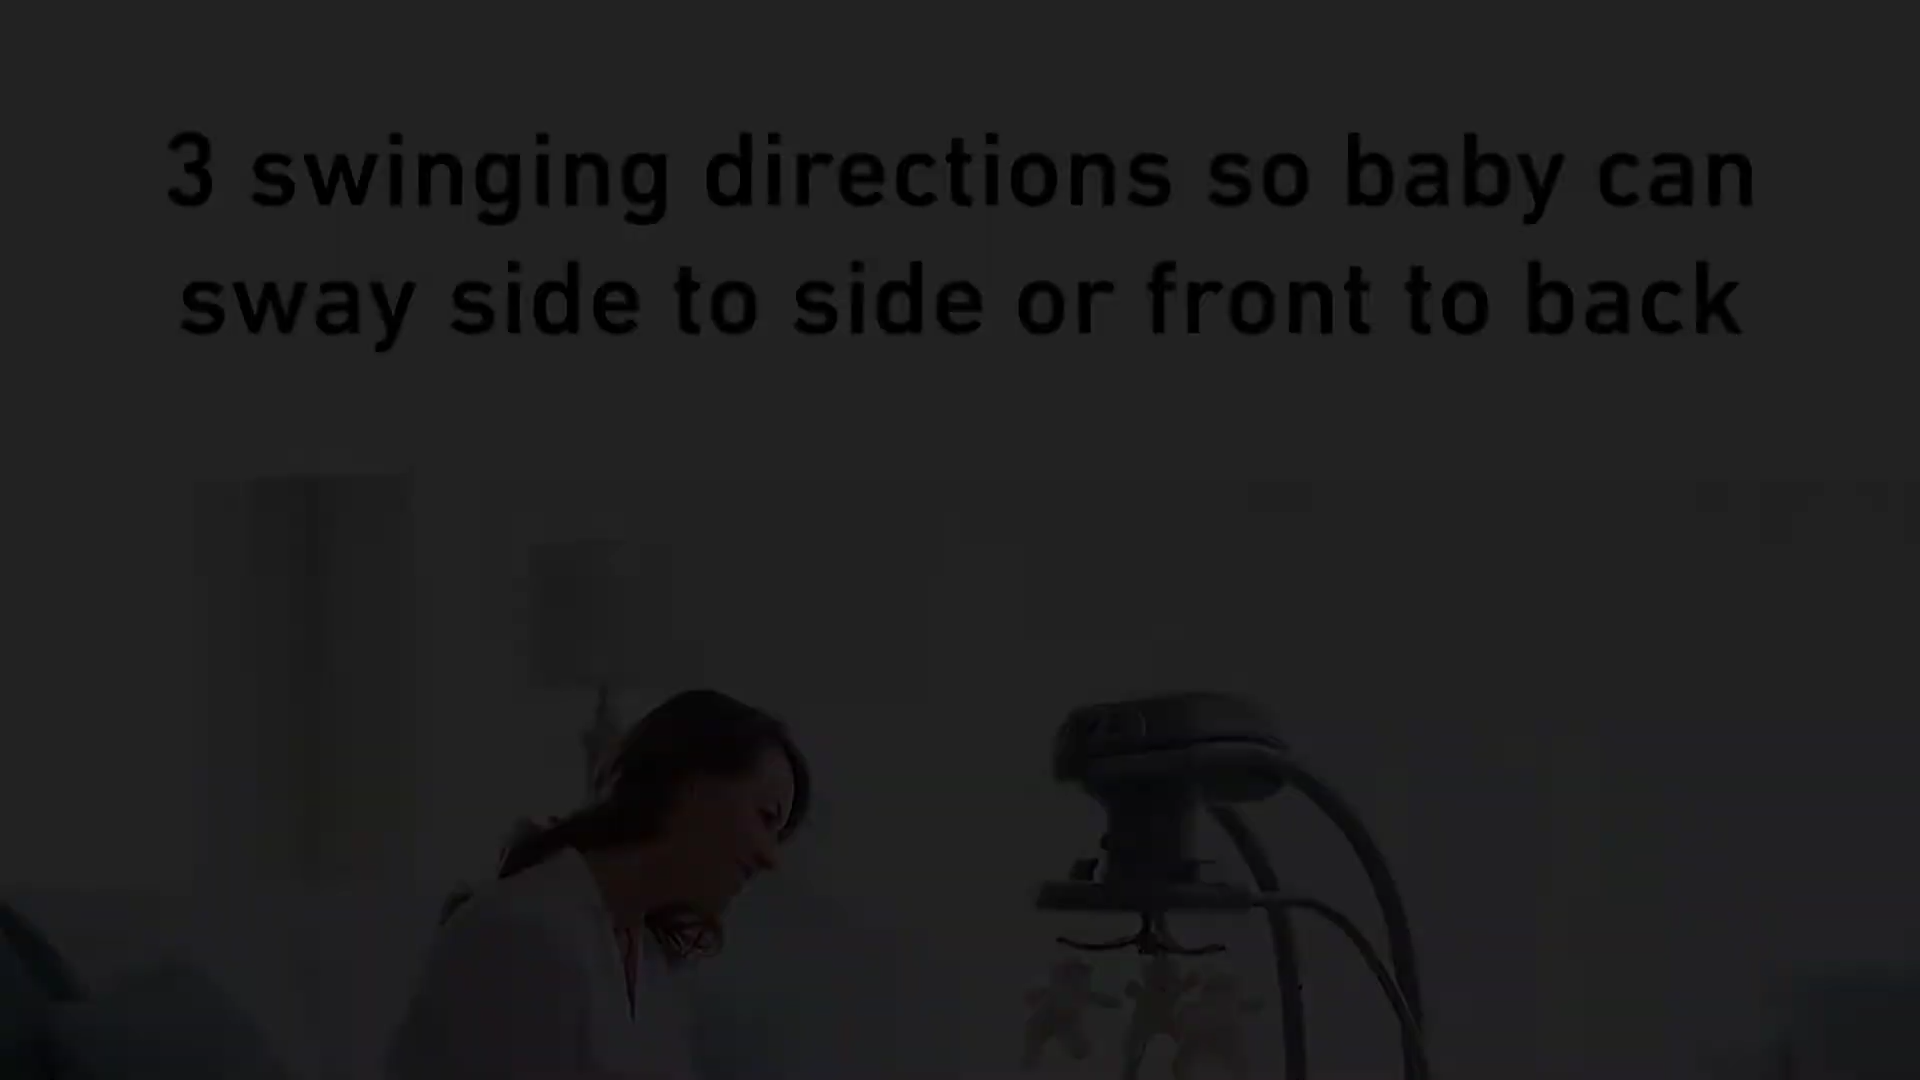 3 swinging directions so baby can
sway side to side or front to back